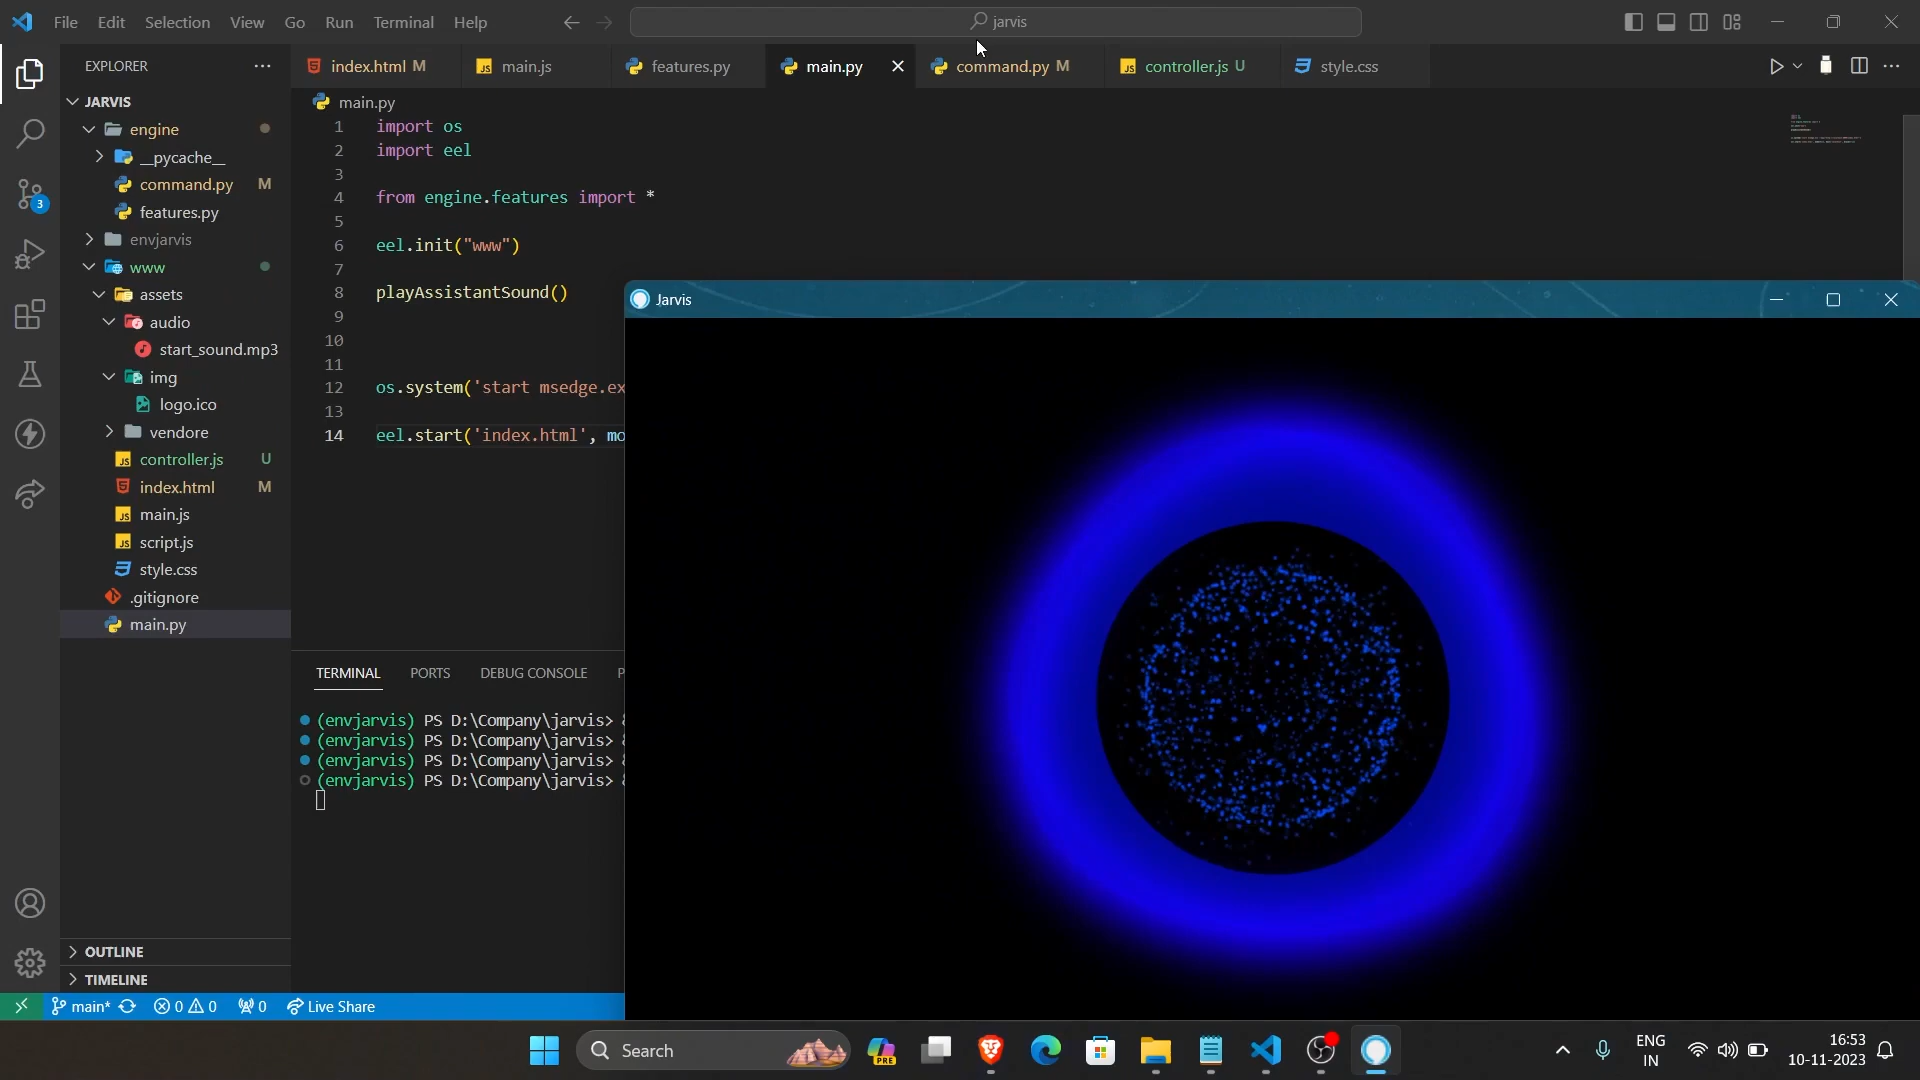 File Edit Selection View Go Run Terminal Help
jarvis
EXPLORER
index.html M
main.js
features.py
main.py
command.py M
controller.js U
style.css
JARVIS
engine
__pycache__
command.py M
features.py
envjarvis
www
assets
audio
start_sound.mp3
img
logo.ico
vendore
controller.js U
index.html M
main.js
script.js
style.css
.gitignore
main.py
OUTLINE
TIMELINE
main.py
1 import os
2 import eel
3
4 from engine.features import *
5
6 eel.init("www")
7
8 playAssistantSound()
9
10
11
12 os.system('start msedge.ex
13
14 eel.start('index.html', mo
TERMINAL PORTS DEBUG CONSOLE P
(envjarvis) PS D:\Company\jarvis> &
(envjarvis) PS D:\Company\jarvis> &
(envjarvis) PS D:\Company\jarvis> &
(envjarvis) PS D:\Company\jarvis> &
Jarvis
3
main* 0 0 0 Live Share
Search
PRE
ENG
IN
16:53
10-11-2023